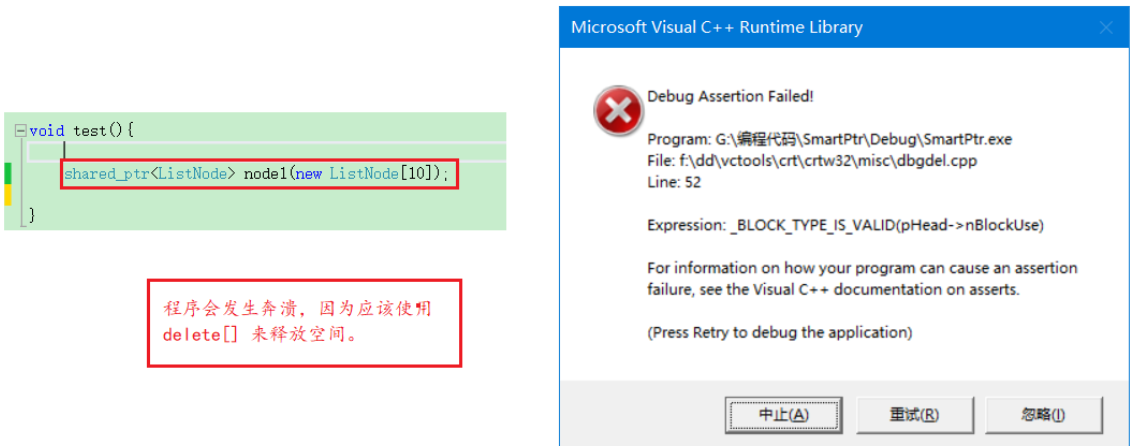 void test(){
shared_ptr<ListNode> node1(new ListNode[10]);
}
程序会发生奔溃，因为应该使用
delete[] 来释放空间。
Microsoft Visual C++ Runtime Library
Debug Assertion Failed!
Program: G:\编程代码\SmartPtr\Debug\SmartPtr.exe
File: f:\dd\vctools\crt\crtw32\misc\dbgdel.cpp
Line: 52
Expression: _BLOCK_TYPE_IS_VALID(pHead->nBlockUse)
For information on how your program can cause an assertion
failure, see the Visual C++ documentation on asserts.
(Press Retry to debug the application)
中止(A)
重试(R)
忽略(I)